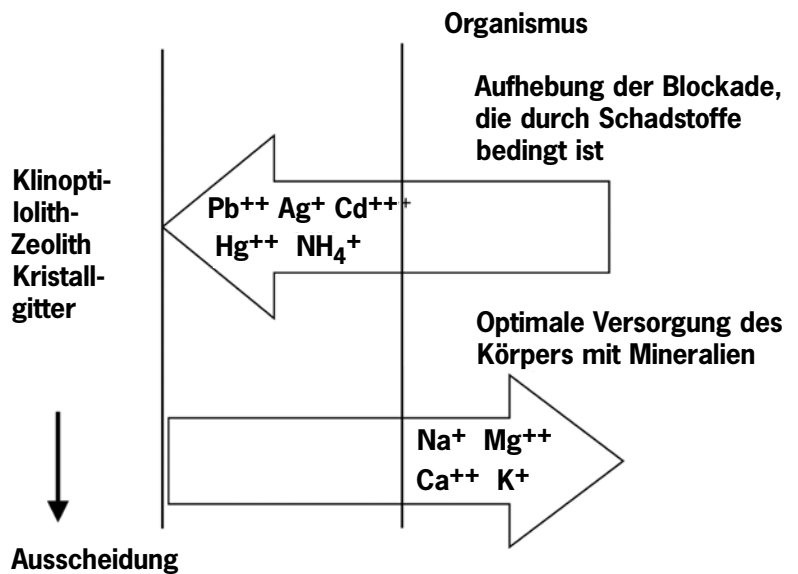 Organismus
Aufhebung der Blockade,
die durch Schadstoffe
bedingt ist
Klinopti-
lolith-
Zeolith
Kristall-
gitter
Pb++ Ag+ Cd+++
Hg++ NH4+
Optimale Versorgung des
Körpers mit Mineralien
Na+ Mg++
Ca++ K+
Ausscheidung